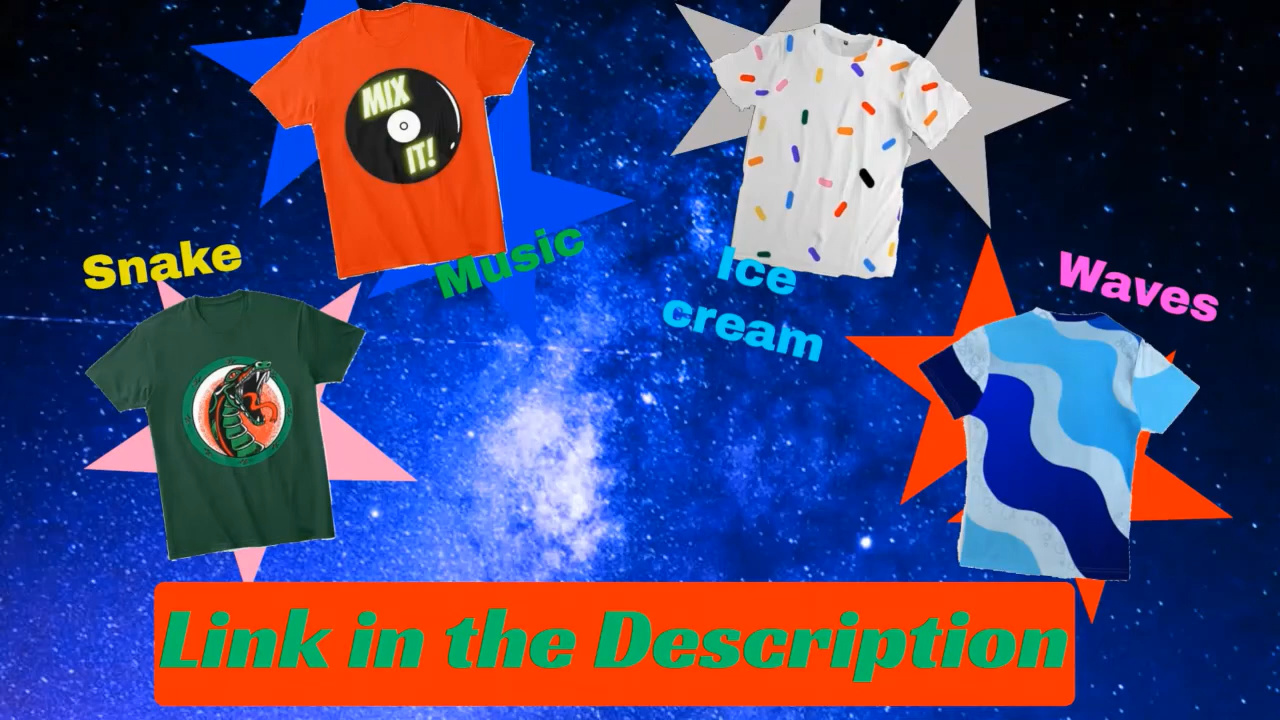 MIX
IT!
Snake
Music
Ice
cream
Waves
Link in the Description